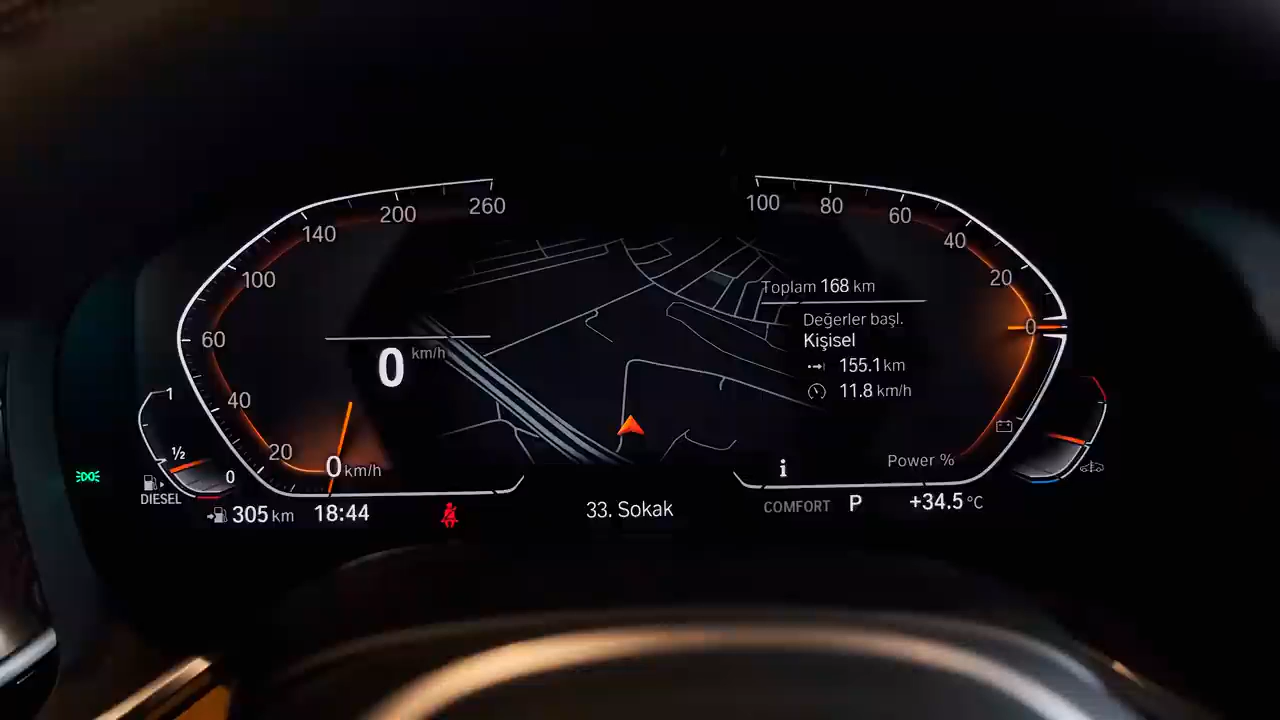 260
200
140
100
60
40
20
0 km/h
0 km/h
1
½
0
DIESEL
305 km
18:44
33. Sokak
100
80
60
40
20
0
Toplam 168 km
Değerler başl.
Kişisel
155.1 km
11.8 km/h
Power %
i
COMFORT P +34.5 °C